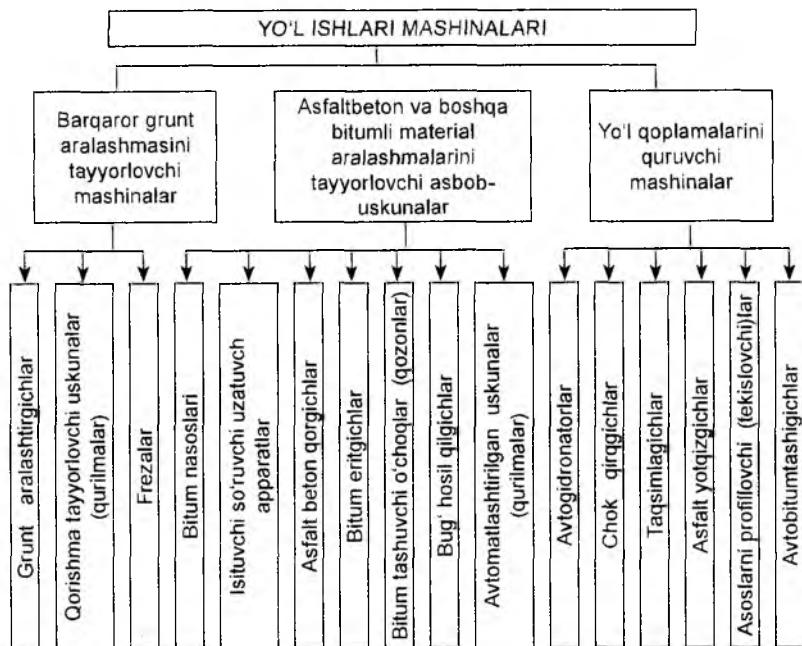 YO'L ISHLARI MASHINALARI
Barqaror grunt
aralashmasini
tayyorlovchi
mashinalar
Asfaltbeton va boshqa
bitumli material
aralashmalarini
tayyorlovchi asbob-
uskunalar
Yo'l qoplamalarini
quruvchi
mashinalar
Grunt aralashtirgichlar
Qorishma tayyorlovchi uskunalar
(qurilmalar)
Frezalar
Bitum nasoslari
Isituvchi so'ruvchi uzatuvch
apparatlar
Asfalt beton qorgichlar
Bitum eritgichlar
Bitum tashuvchi o'choqlar (qozonlar)
Bug' hosil qilgichlar
Avtomatlashtirilgan uskunalar
(qurilmalar)
Avtogidronatorlar
Chok qirqgichlar
Taqsimlagichlar
Asfalt yotqizgichlar
Asoslarni profillovchi (tekislovchi)lar
Avtobitumtashigichlar